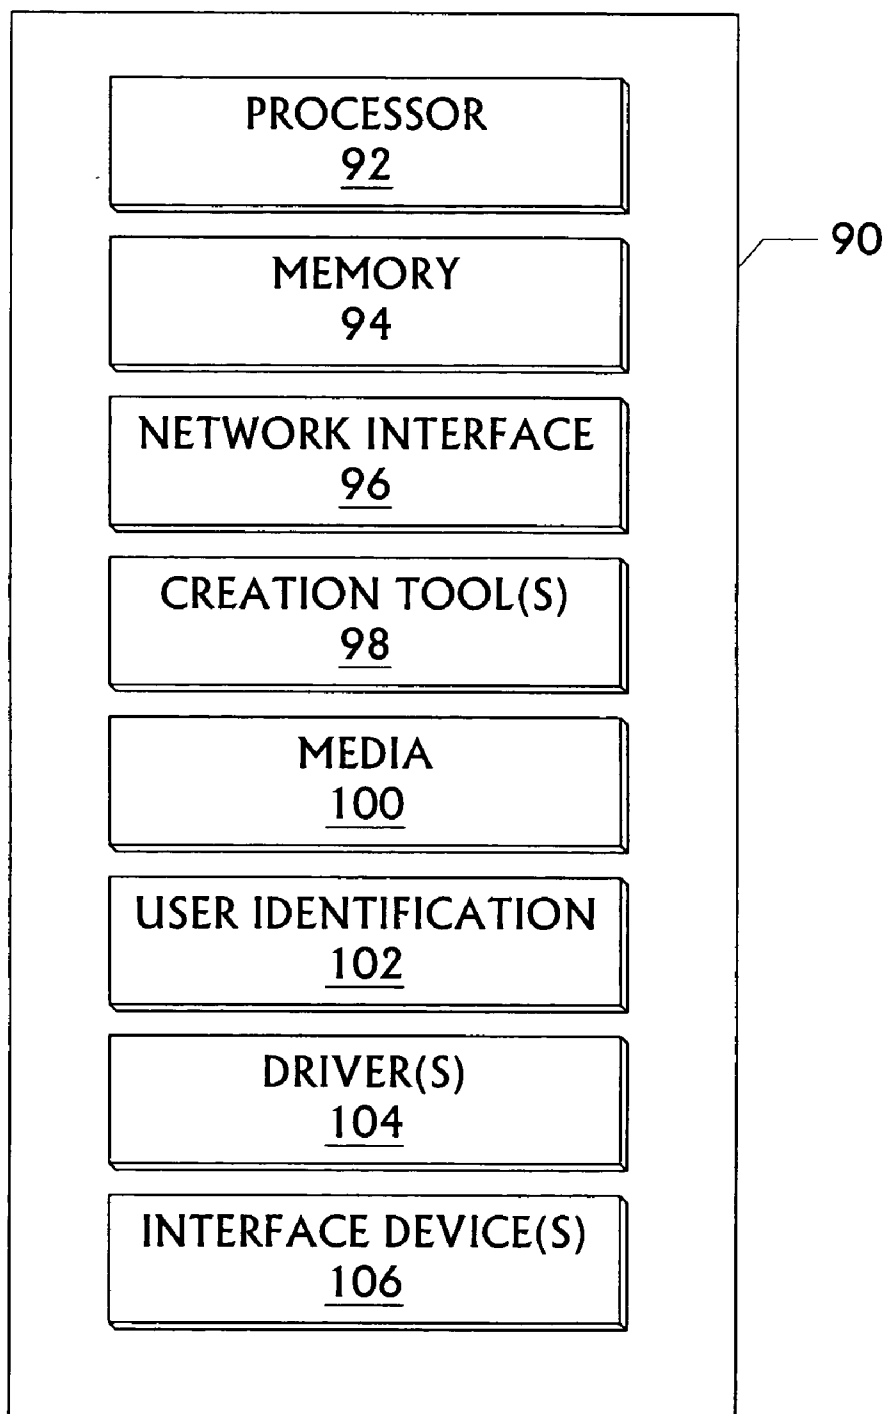 PROCESSOR
92
90
MEMORY
94
NETWORK INTERFACE
96
CREATION TOOL(S)
98
MEDIA
100
USER IDENTIFICATION
102
DRIVER(S)
104
INTERFACE DEVICE(S)
106